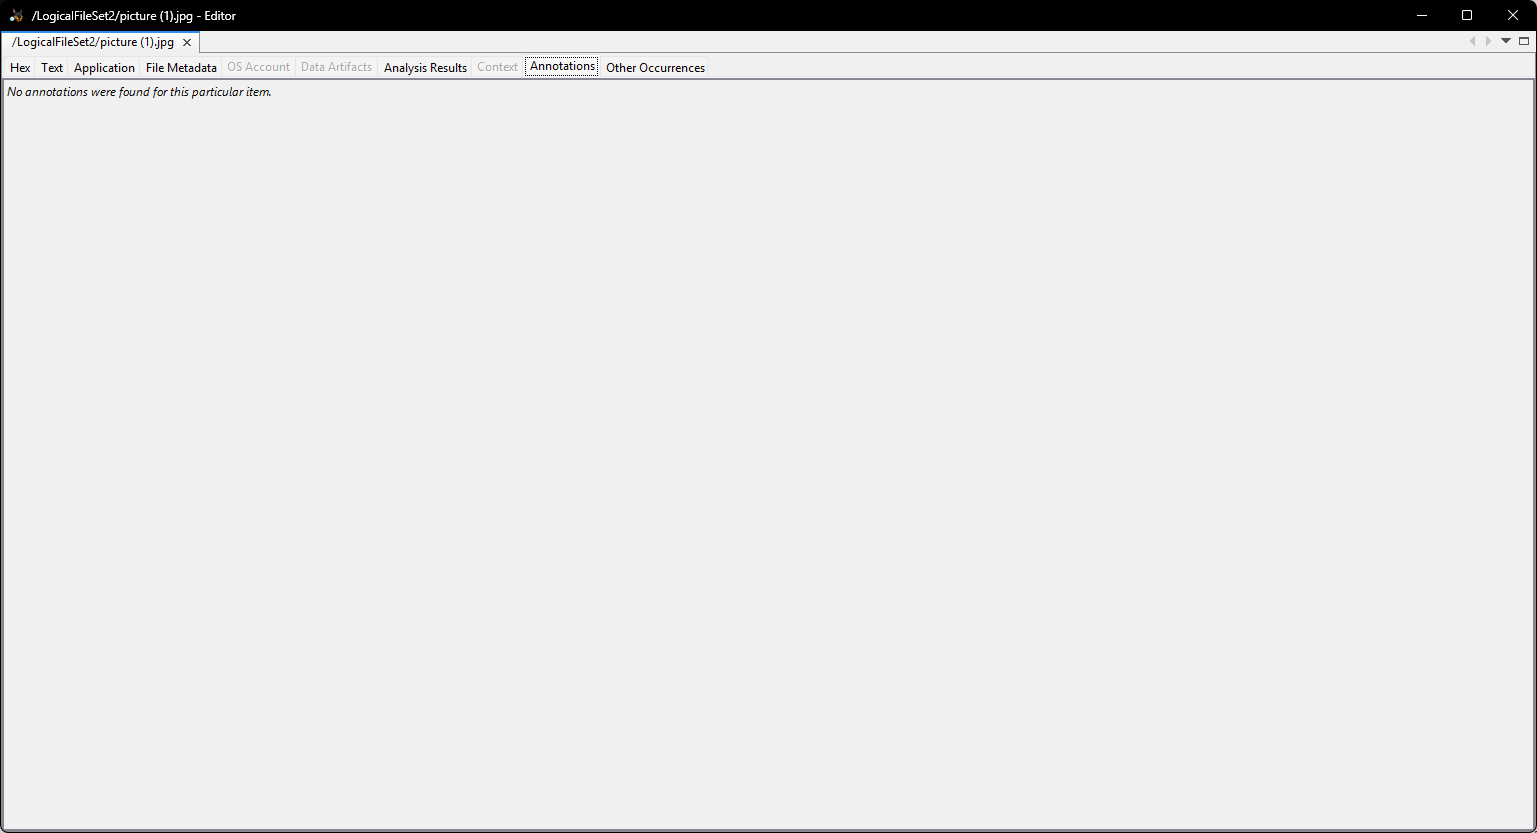 /LogicalFileSet2/picture (1).jpg - Editor
/LogicalFileSet2/picture (1).jpg
Hex Text Application File Metadata OS Account Data Artifacts Analysis Results Context Annotations Other Occurrences
No annotations were found for this particular item.